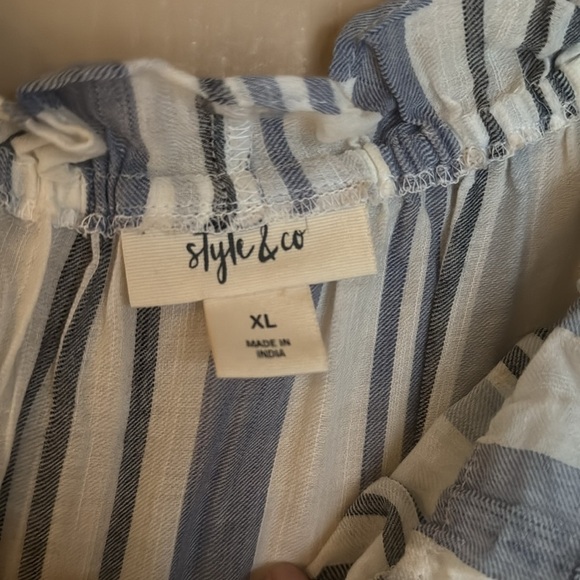 style & co
XL
MADE IN
INDIA